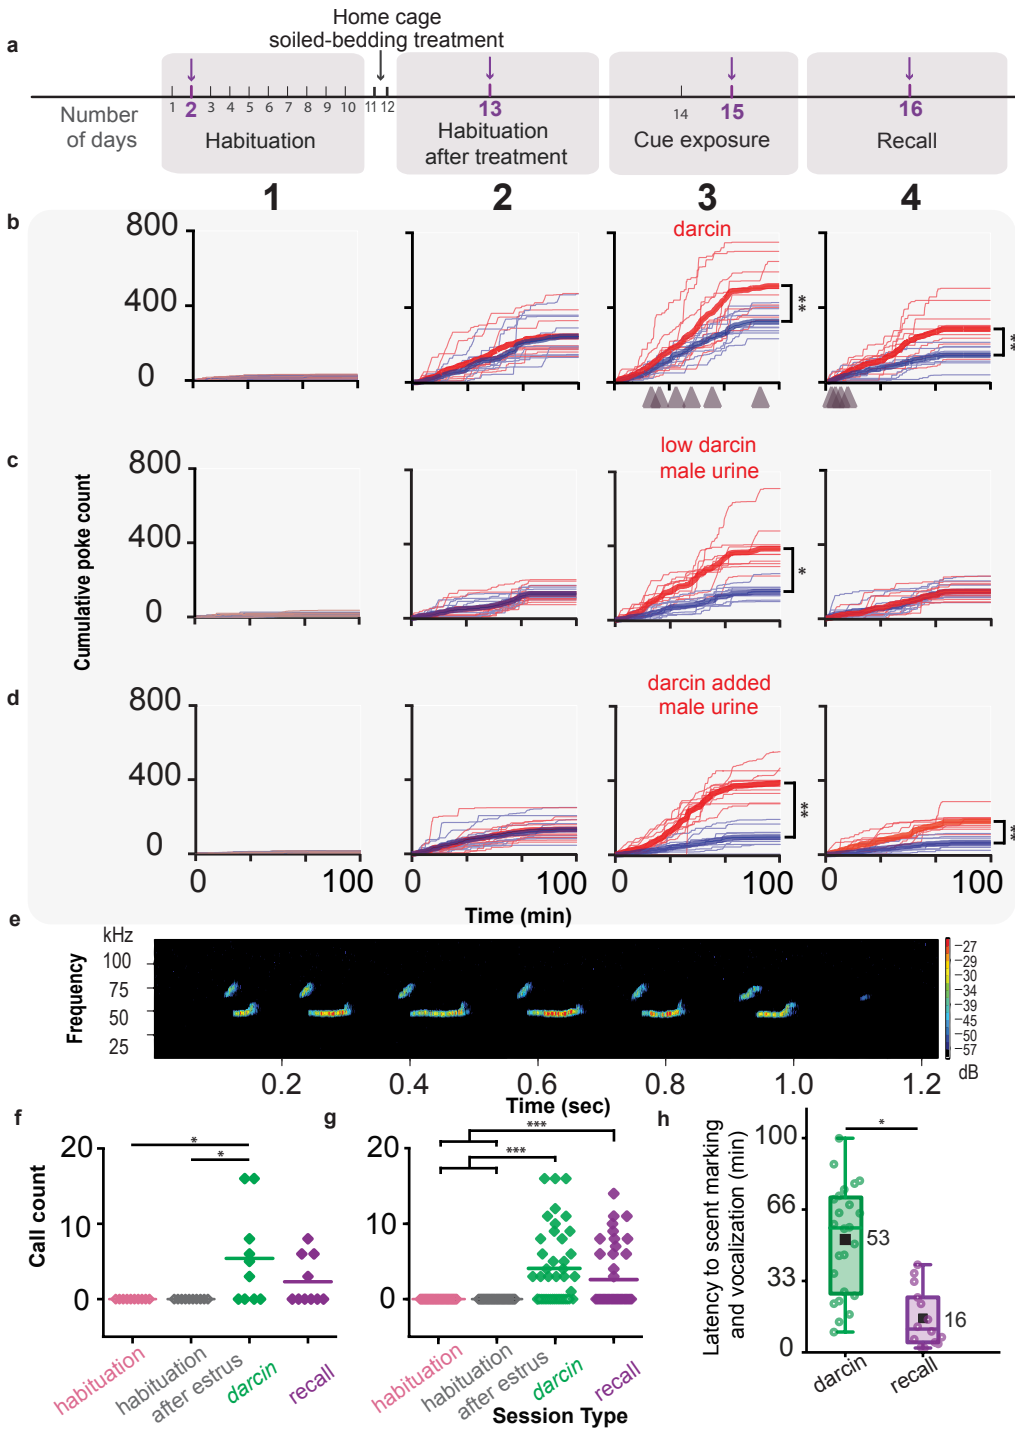 a
Home cage
soiled-bedding treatment
1 2 3 4 5 6 7 8 9 10 11 12 13 14 15 16
Number
of days
Habituation
Habituation
after treatment
Cue exposure
Recall
1 2 3 4
b
800
400
0
darcin
**
**
c
Cumulative poke count
800
400
0
low darcin
male urine
*
d
800
400
0
darcin added
male urine
**
**
0 100 0 100 0 100 0 100
Time (min)
e
kHz
100
75
50
25
Frequency
−27
−29
−30
−34
−39
−45
−50
−57
dB
0.2 0.4 0.6 0.8 1.0 1.2
Time (sec)
f
Call count
20
10
0
*
*
habituation
habituation
after estrus
darcin
recall
g
20
10
0
***
***
habituation
habituation
after estrus
darcin
recall
Session Type
h
Latency to scent marking
and vocalization (min)
100
66
33
0
*
53
16
darcin
recall